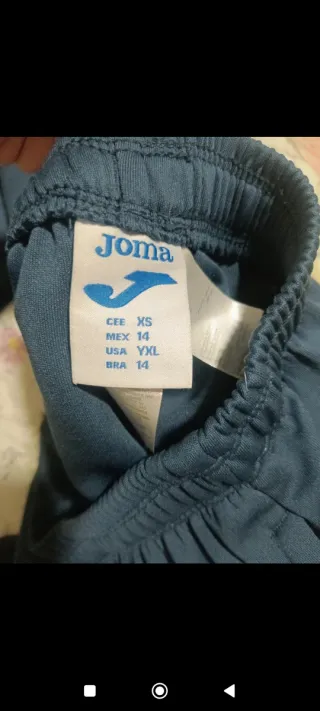 Joma
CEE XS
MEX 14
USA YXL
BRA 14